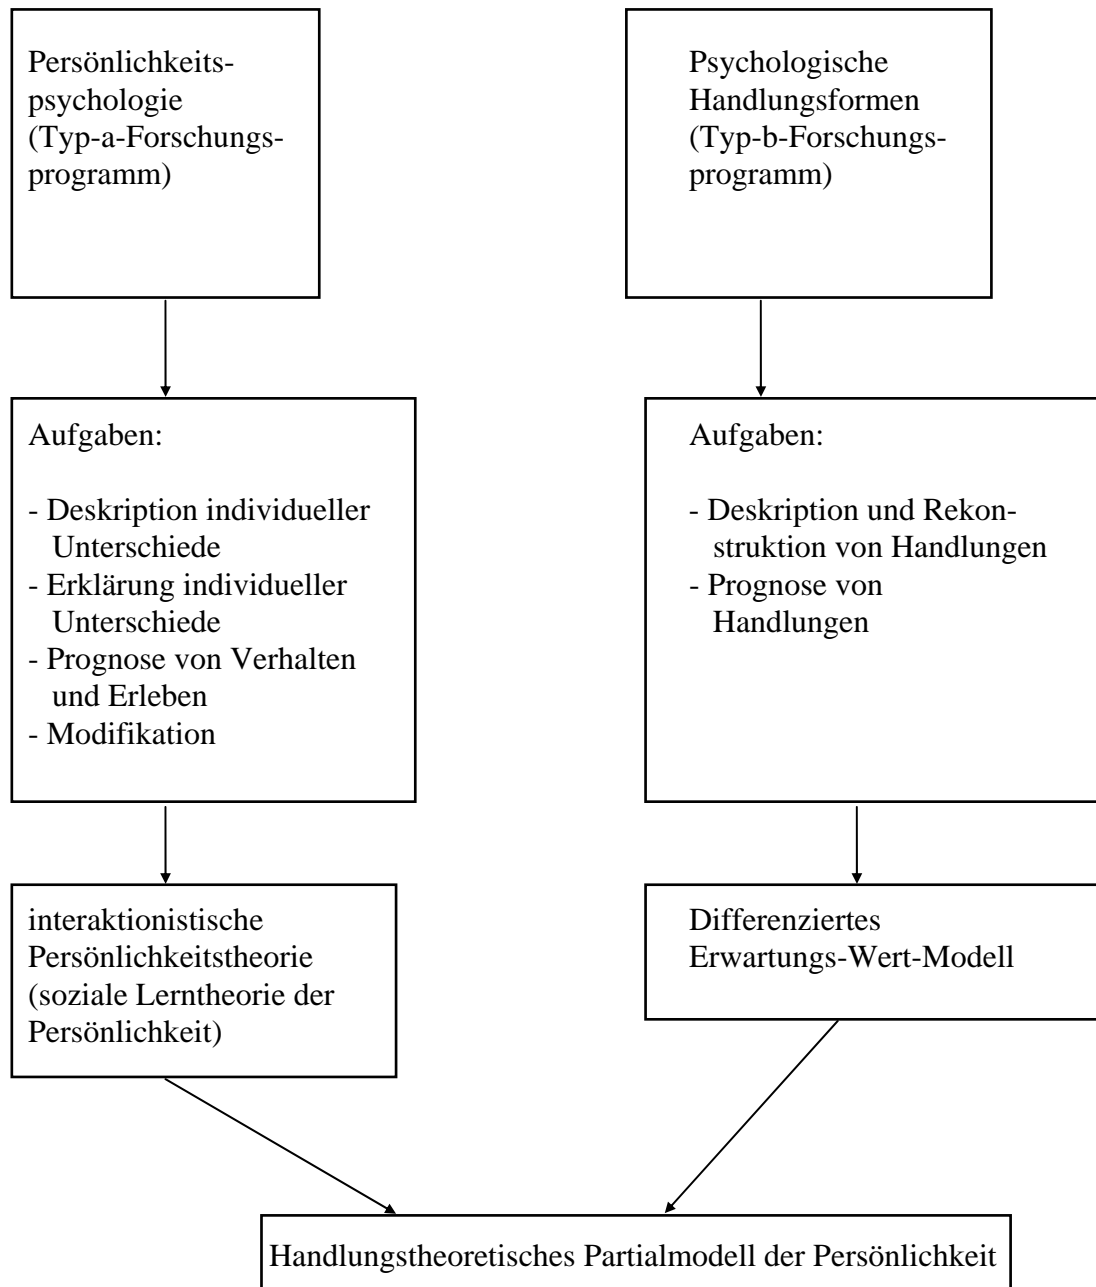 Persönlichkeits-
psychologie
(Typ-a-Forschungs-
programm)
Psychologische
Handlungsformen
(Typ-b-Forschungs-
programm)
Aufgaben:
- Deskription individueller
Unterschiede
- Erklärung individueller
Unterschiede
- Prognose von Verhalten
und Erleben
- Modifikation
Aufgaben:
- Deskription und Rekon-
struktion von Handlungen
- Prognose von
Handlungen
interaktionistische
Persönlichkeitstheorie
(soziale Lerntheorie der
Persönlichkeit)
Differenziertes
Erwartungs-Wert-Modell
Handlungstheoretisches Partialmodell der Persönlichkeit